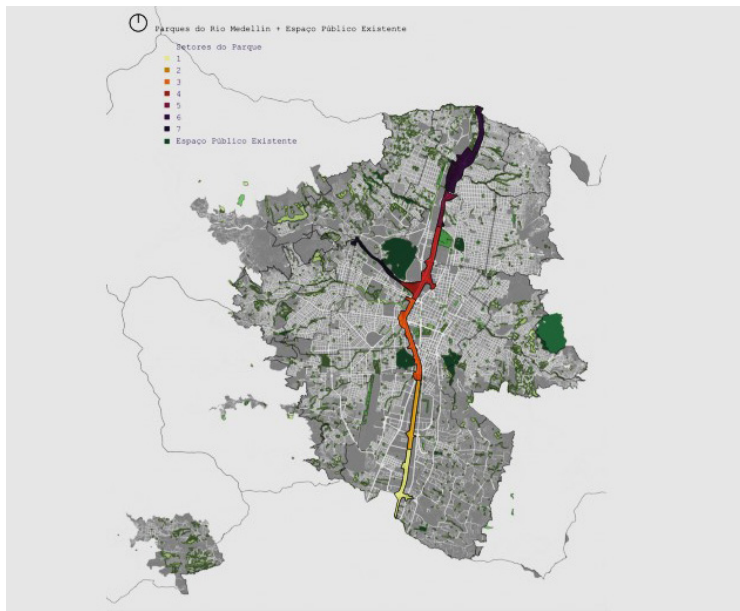 Parques do Rio Medellin + Espaço Público Existente
Setores do Parque
1
2
3
4
5
6
7
Espaço Público Existente